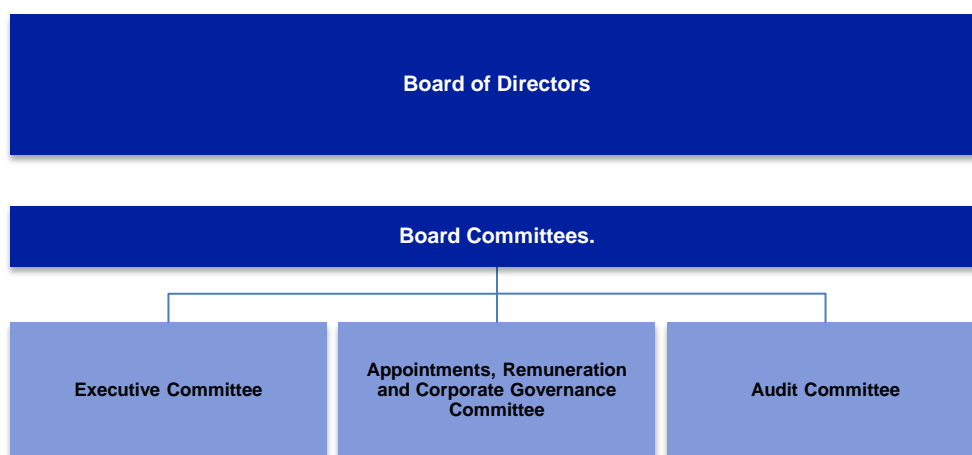 Board of Directors
Board Committees.
Executive Committee
Appointments, Remuneration
and Corporate Governance
Committee
Audit Committee